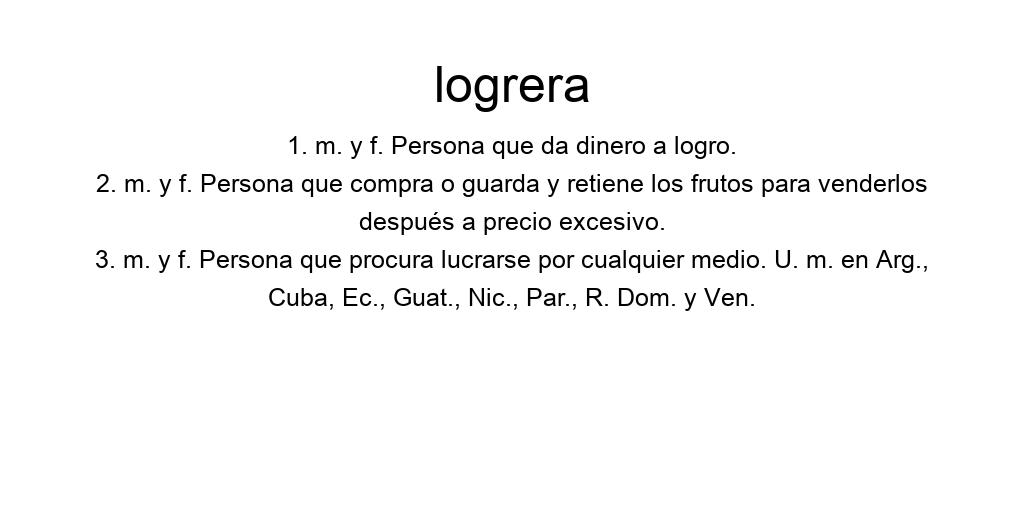 logrera
1. m. y f. Persona que da dinero a logro.
2. m. y f. Persona que compra o guarda y retiene los frutos para venderlos
después a precio excesivo.
3. m. y f. Persona que procura lucrarse por cualquier medio. U. m. en Arg.,
Cuba, Ec., Guat., Nic., Par., R. Dom. y Ven.